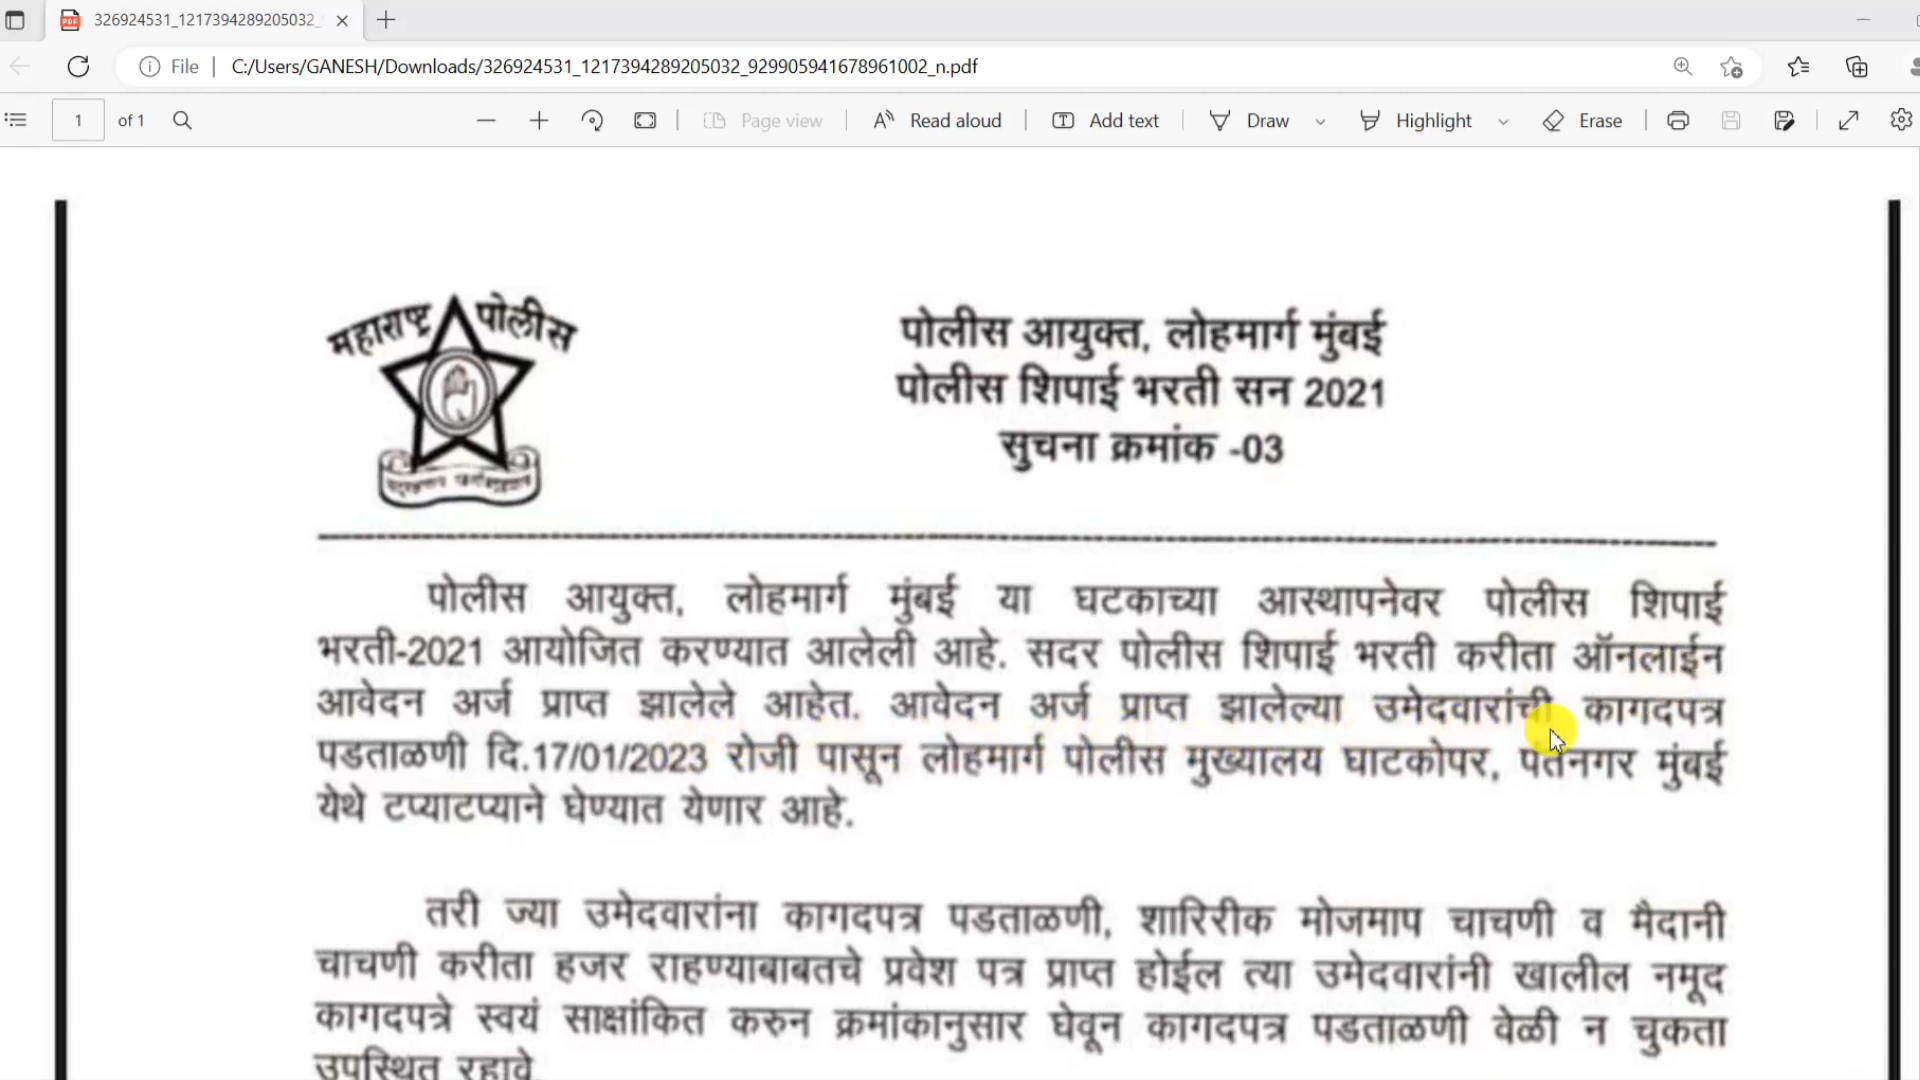 326924531_1217394289205032_
File
C:/Users/GANESH/Downloads/326924531_1217394289205032_929905941678961002_n.pdf
1 of 1
Page view
Read aloud
Add text
Draw
Highlight
Erase
महाराष्ट्र पोलीस
पोलीस आयुक्त, लोहमार्ग मुंबई
पोलीस शिपाई भरती सन 2021
सुचना क्रमांक -03
पोलीस आयुक्त, लोहमार्ग मुंबई या घटकाच्या आस्थापनेवर पोलीस शिपाई
भरती-2021 आयोजित करण्यात आलेली आहे. सदर पोलीस शिपाई भरती करीता ऑनलाईन
आवेदन अर्ज प्राप्त झालेले आहेत. आवेदन अर्ज प्राप्त झालेल्या उमेदवारांची कागदपत्र
पडताळणी दि.17/01/2023 रोजी पासून लोहमार्ग पोलीस मुख्यालय घाटकोपर, पंतनगर मुंबई
येथे टप्याटप्याने घेण्यात येणार आहे.
तरी ज्या उमेदवारांना कागदपत्र पडताळणी, शारिरीक मोजमाप चाचणी व मैदानी
चाचणी करीता हजर राहण्याबाबतचे प्रवेश पत्र प्राप्त होईल त्या उमेदवारांनी खालील नमूद
कागदपत्रे स्वयं साक्षांकित करुन क्रमांकानुसार घेवून कागदपत्र पडताळणी वेळी न चुकता
उपस्थित रहावे.